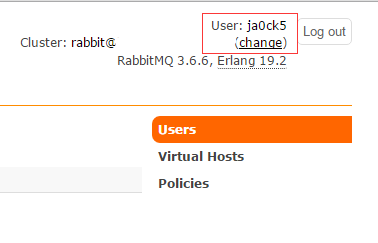 User: ja0ck5
Cluster: rabbit@ (change) Log out
RabbitMQ 3.6.6, Erlang 19.2
Users
Virtual Hosts
Policies